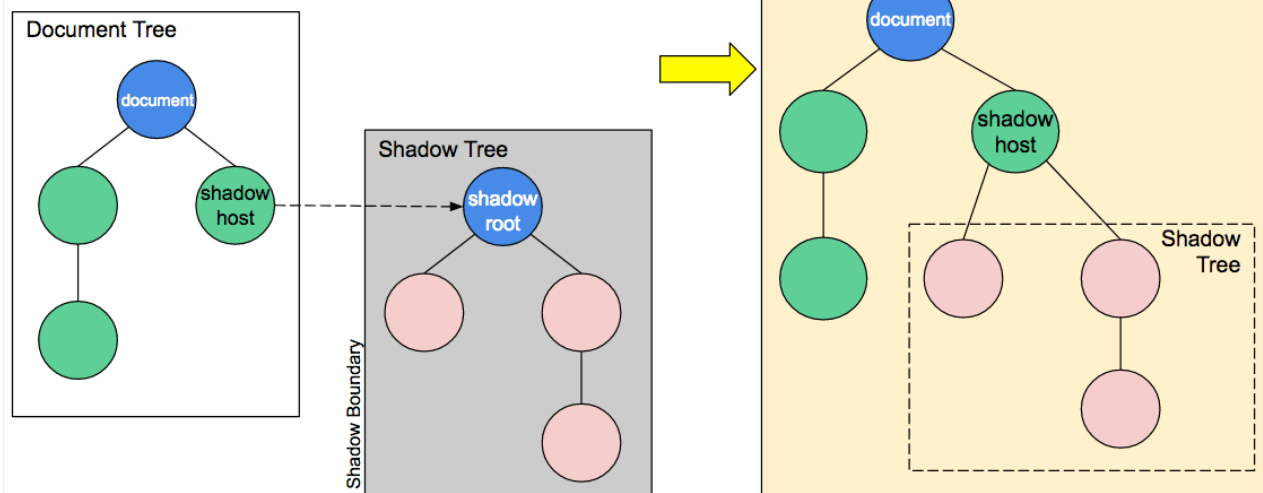 Document Tree
document
shadow
host
Shadow Tree
shadow
root
Shadow Boundary
document
shadow
host
Shadow
Tree